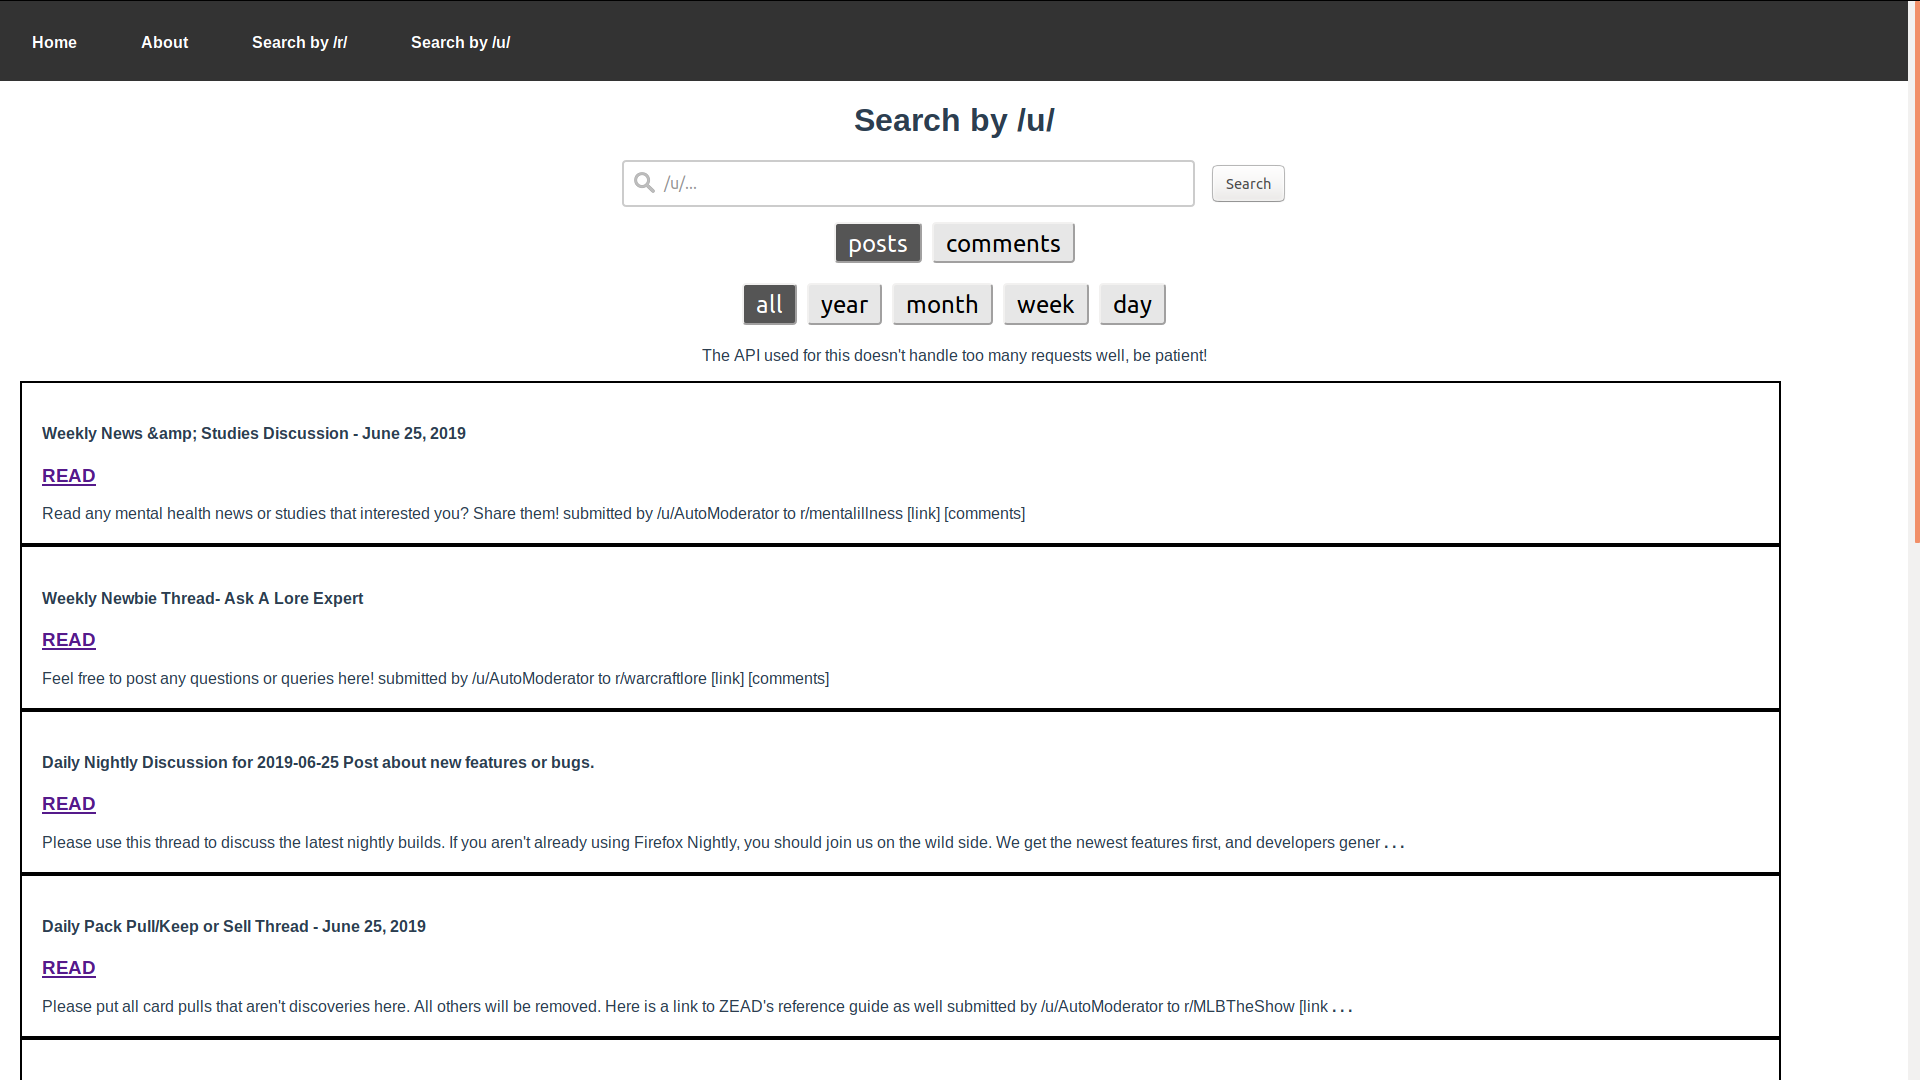 Home About Search by /r/ Search by /u/
Search by /u/
/u/... Search
posts comments
all year month week day
The API used for this doesn't handle too many requests well, be patient!
Weekly News &amp; Studies Discussion - June 25, 2019
READ
Read any mental health news or studies that interested you? Share them! submitted by /u/AutoModerator to r/mentalillness [link] [comments]
Weekly Newbie Thread- Ask A Lore Expert
READ
Feel free to post any questions or queries here! submitted by /u/AutoModerator to r/warcraftlore [link] [comments]
Daily Nightly Discussion for 2019-06-25 Post about new features or bugs.
READ
Please use this thread to discuss the latest nightly builds. If you aren't already using Firefox Nightly, you should join us on the wild side. We get the newest features first, and developers gener . . .
Daily Pack Pull/Keep or Sell Thread - June 25, 2019
READ
Please put all card pulls that aren't discoveries here. All others will be removed. Here is a link to ZEAD's reference guide as well submitted by /u/AutoModerator to r/MLBTheShow [link . . .